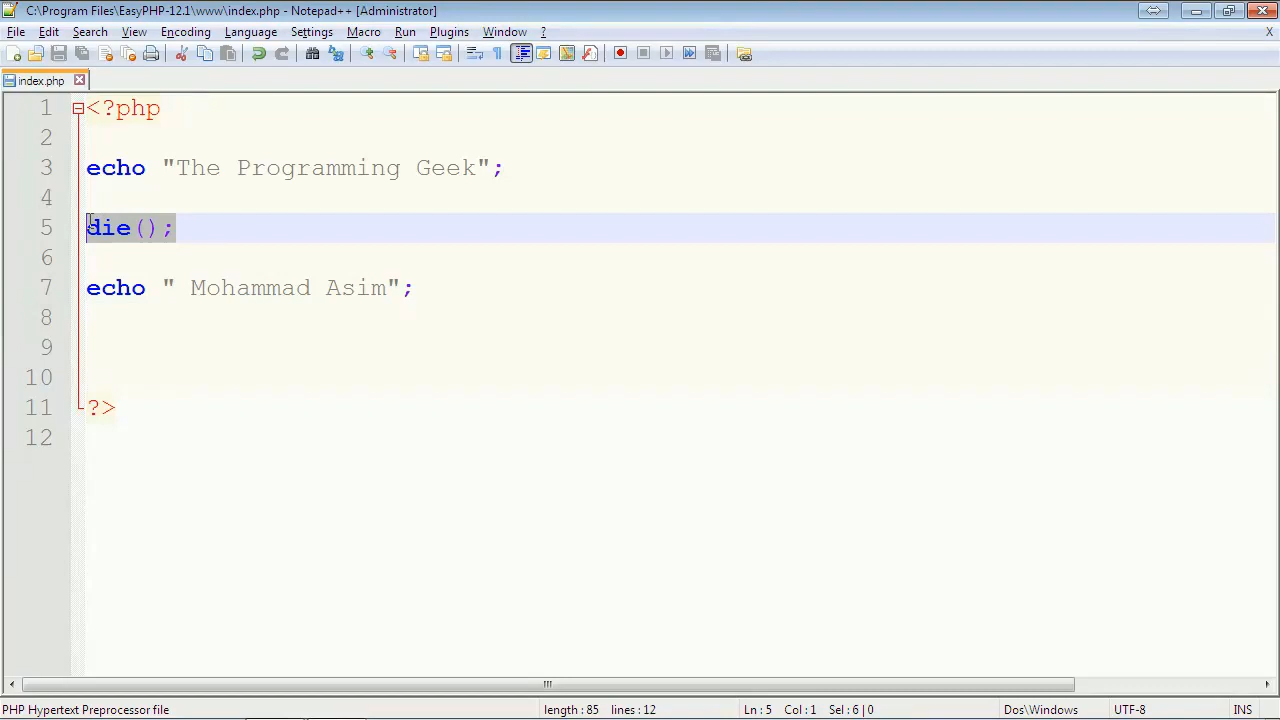 C:\Program Files\EasyPHP-12.1\www\index.php - Notepad++ [Administrator]
File Edit Search View Encoding Language Settings Macro Run Plugins Window ? X
index.php
1 <?php
2
3 echo "The Programming Geek";
4
5 die();
6
7 echo " Mohammad Asim";
8
9
10
11 ?>
12
PHP Hypertext Preprocessor file length : 85 lines : 12 Ln : 5 Col : 1 Sel : 6 | 0 Dos\Windows UTF-8 INS